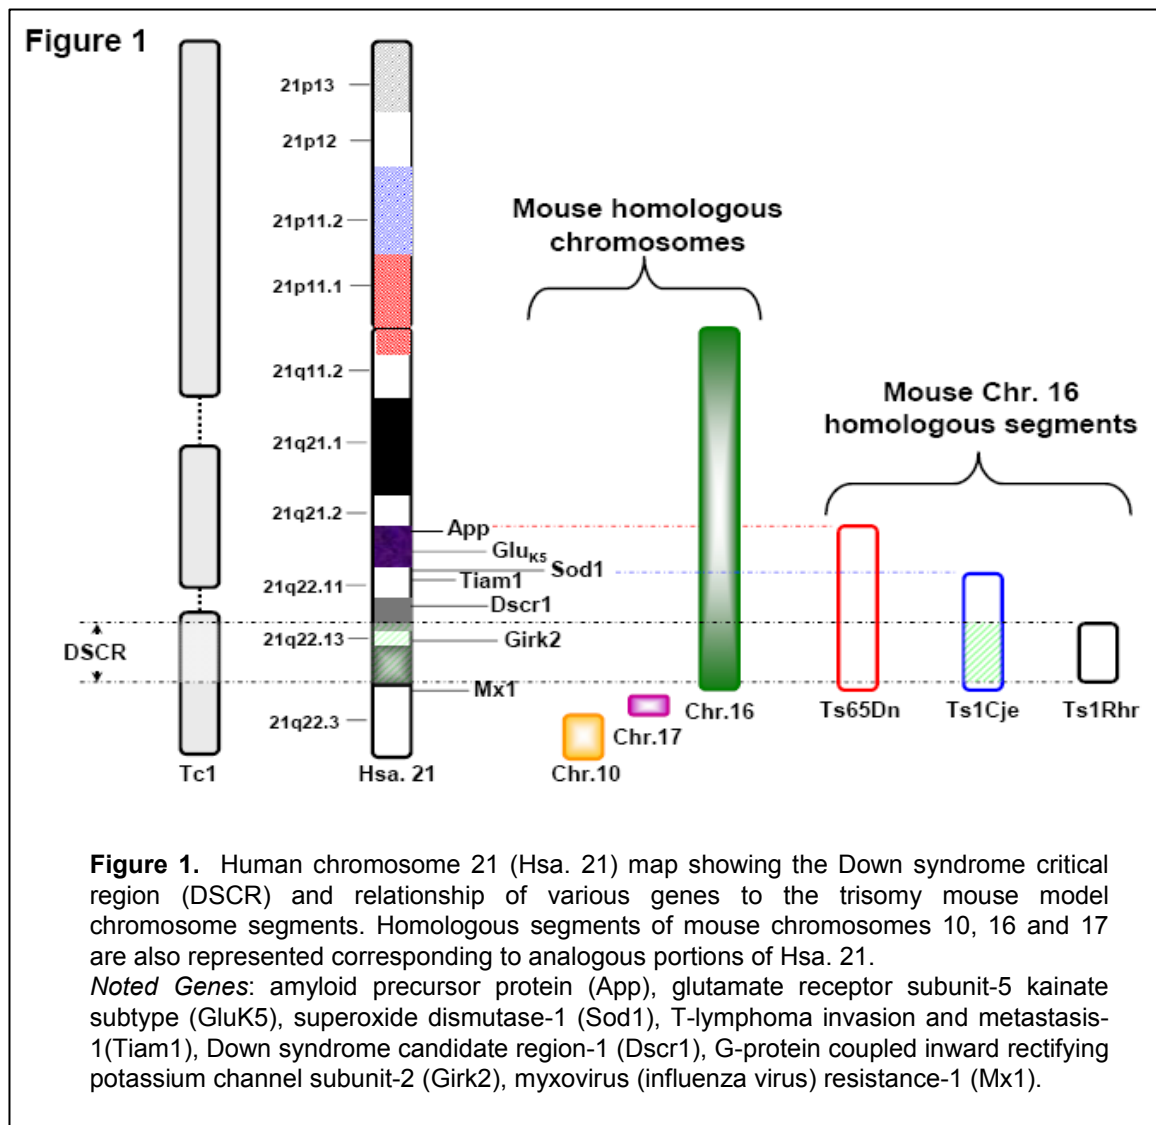 Figure 1
21p13
21p12
21p11.2
21p11.1
21q11.2
21q21.1
21q21.2
21q22.11
21q22.13
21q22.3
DSCR
Tc1
Hsa. 21
App
GluK5
Sod1
Tiam1
Dscr1
Girk2
Mx1
Mouse homologous
chromosomes
Chr.10
Chr.17
Chr.16
Mouse Chr. 16
homologous segments
Ts65Dn
Ts1Cje
Ts1Rhr
Figure 1. Human chromosome 21 (Hsa. 21) map showing the Down syndrome critical
region (DSCR) and relationship of various genes to the trisomy mouse model
chromosome segments. Homologous segments of mouse chromosomes 10, 16 and 17
are also represented corresponding to analogous portions of Hsa. 21.
Noted Genes: amyloid precursor protein (App), glutamate receptor subunit-5 kainate
subtype (GluK5), superoxide dismutase-1 (Sod1), T-lymphoma invasion and metastasis-
1(Tiam1), Down syndrome candidate region-1 (Dscr1), G-protein coupled inward rectifying
potassium channel subunit-2 (Girk2), myxovirus (influenza virus) resistance-1 (Mx1).